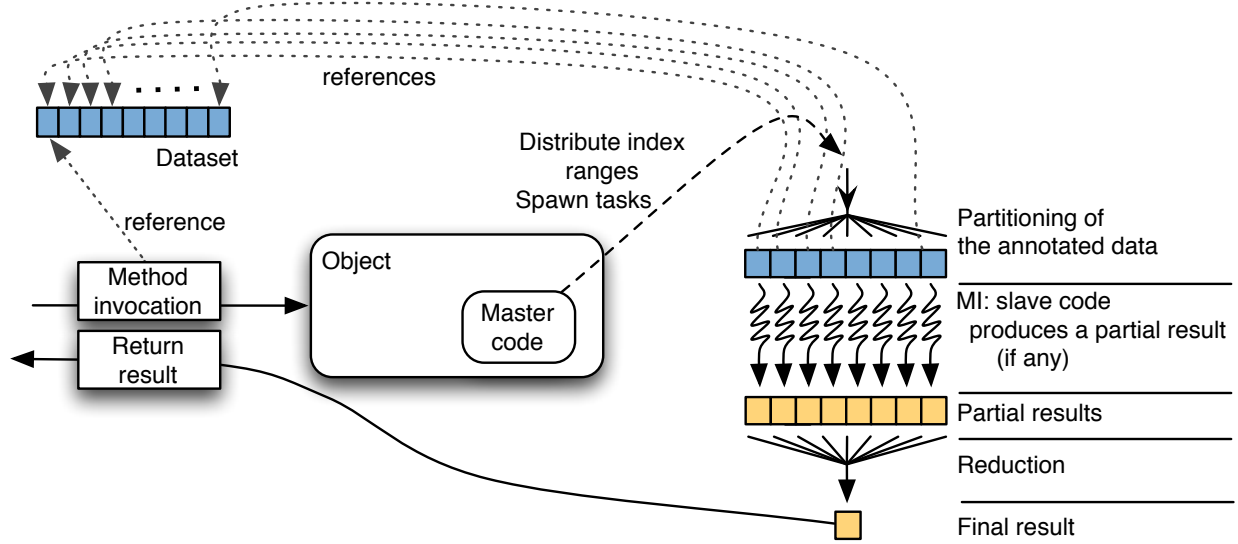 references
Dataset
Distribute index
ranges
Spawn tasks
reference
Partitioning of
the annotated data
Object
Method
invocation
Master
code
MI: slave code
produces a partial result
(if any)
Return
result
Partial results
Reduction
Final result